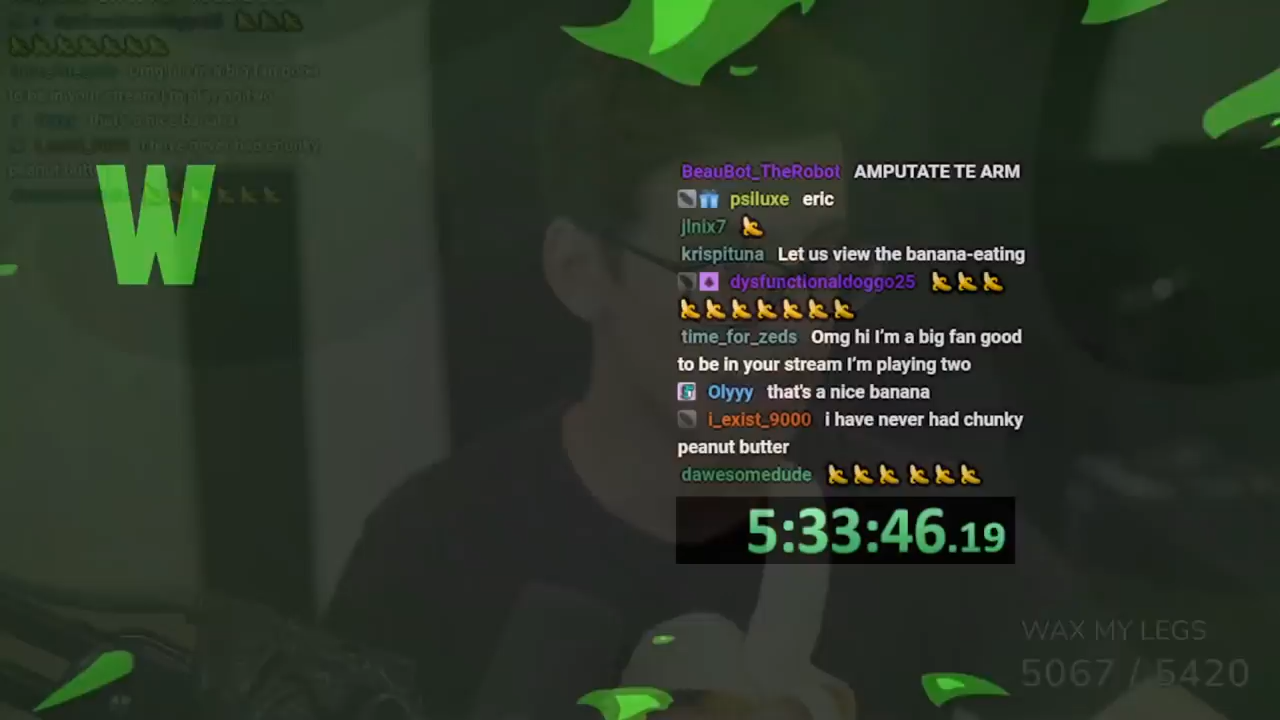 W
BeauBot_TheRobot AMPUTATE TE ARM
psiluxe eric
jlnix7 🍌
krispituna Let us view the banana-eating
dysfunctionaldoggo25 🍌🍌🍌
🍌🍌🍌🍌🍌🍌🍌
time_for_zeds Omg hi I'm a big fan good
to be in your stream I'm playing two
Olyyy that's a nice banana
i_exist_9000 i have never had chunky
peanut butter
dawesomedude 🍌🍌🍌 🍌🍌🍌
5:33:46.19
WAX MY LEGS
5067 / 5420